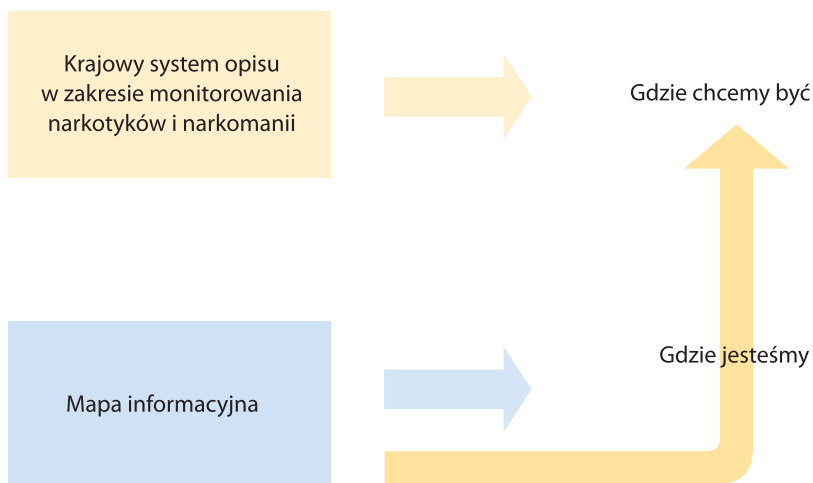 Krajowy system opisu
w zakresie monitorowania
narkotyków i narkomanii
Gdzie chcemy być
Gdzie jesteśmy
Mapa informacyjna